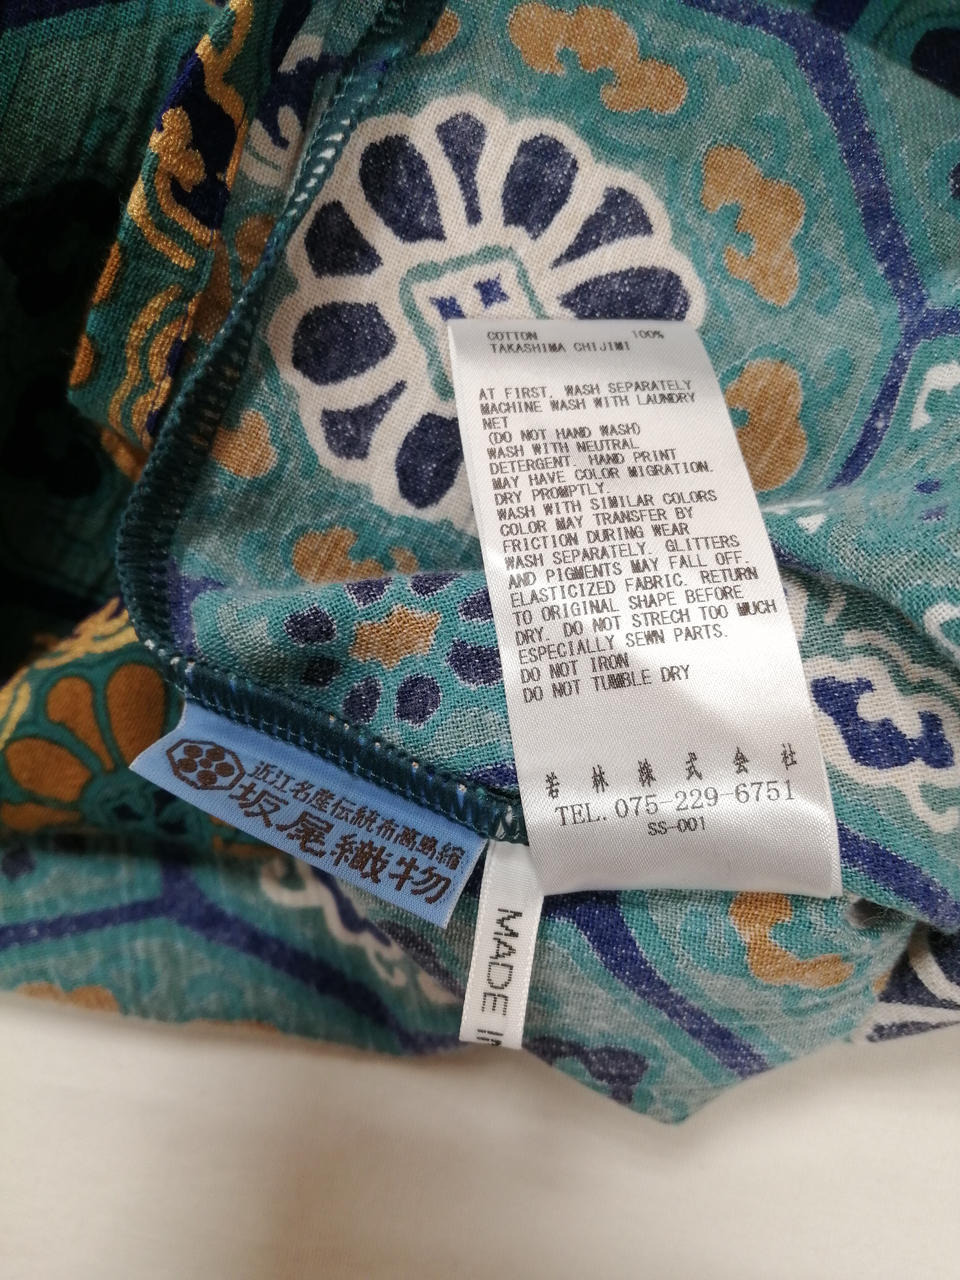 COTTON 100%
TAKASHIMA CHIJIMI
AT FIRST, WASH SEPARATELY
MACHINE WASH WITH LAUNDRY
NET
(DO NOT HAND WASH)
WASH WITH NEUTRAL
DETERGENT. HAND PRINT
MAY HAVE COLOR MIGRATION.
DRY PROMPTLY.
WASH WITH SIMILAR COLORS
COLOR MAY TRANSFER BY
FRICTION DURING WEAR
WASH SEPARATELY. GLITTERS
AND PIGMENTS MAY FALL OFF.
ELASTICIZED FABRIC. RETURN
TO ORIGINAL SHAPE BEFORE
DRY. DO NOT STRECH TOO MUCH
ESPECIALLY SEWN PARTS.
DO NOT IRON
DO NOT TUMBLE DRY
若林株式会社
TEL. 075-229-6751
SS-001
近江名産伝統布高島縮
坂尾織物
MADE IN